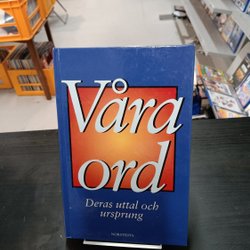 Våra
ord
Deras uttal och
ursprung
NORSTEDTS